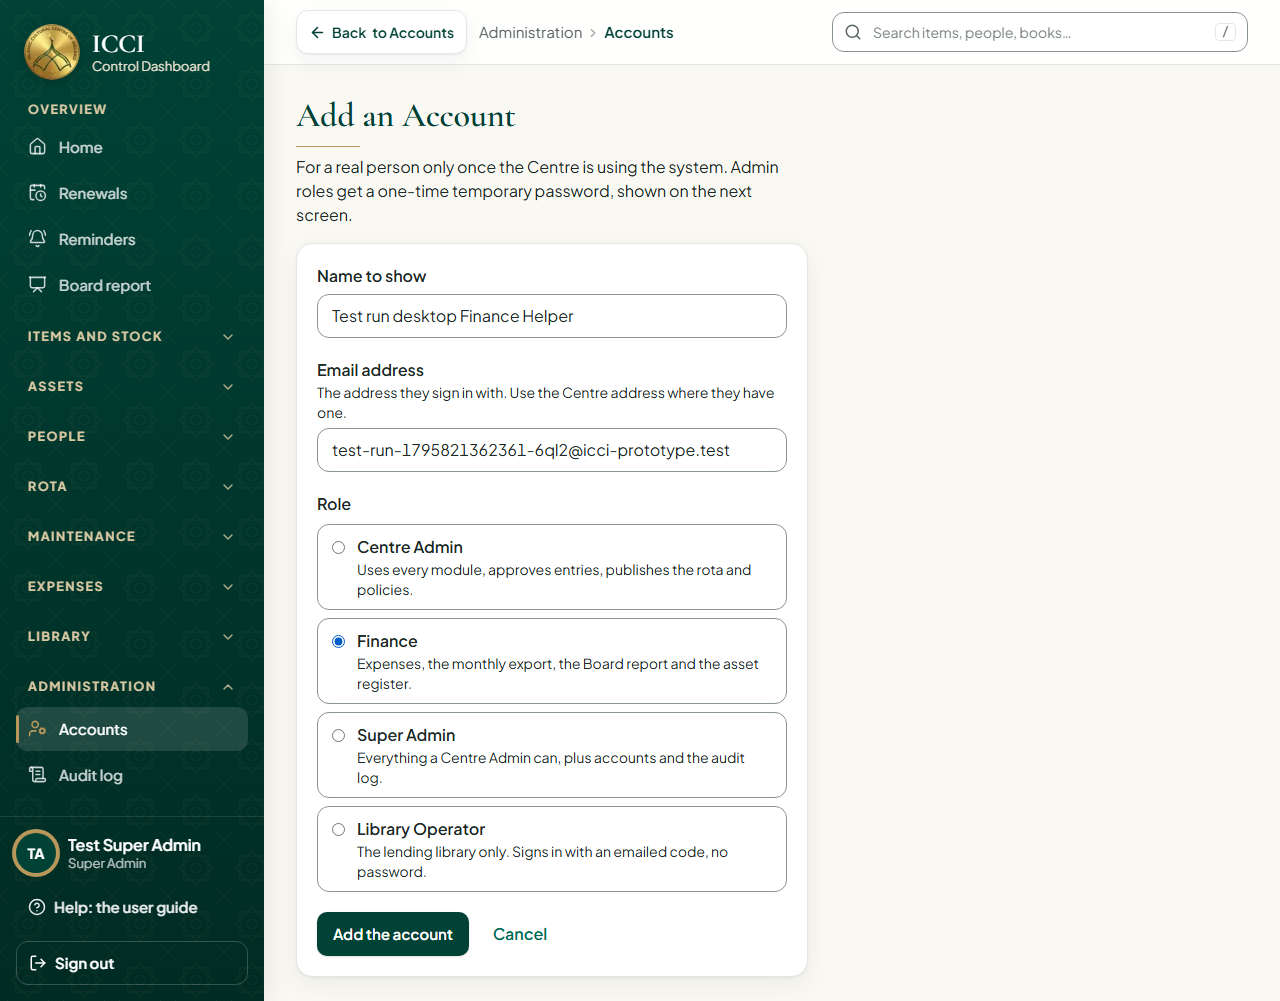 ICCI
Control Dashboard
OVERVIEW
Home
Renewals
Reminders
Board report
ITEMS AND STOCK
ASSETS
PEOPLE
ROTA
MAINTENANCE
EXPENSES
LIBRARY
ADMINISTRATION
Accounts
Audit log
TA
Test Super Admin
Super Admin
Help: the user guide
Sign out
Back to Accounts
Administration > Accounts
Search items, people, books...
/
Add an Account
For a real person only once the Centre is using the system. Admin
roles get a one-time temporary password, shown on the next
screen.
Name to show
Test run desktop Finance Helper
Email address
The address they sign in with. Use the Centre address where they have
one.
test-run-1795821362361-6ql2@icci-prototype.test
Role
Centre Admin
Uses every module, approves entries, publishes the rota and
policies.
Finance
Expenses, the monthly export, the Board report and the asset
register.
Super Admin
Everything a Centre Admin can, plus accounts and the audit
log.
Library Operator
The lending library only. Signs in with an emailed code, no
password.
Add the account
Cancel